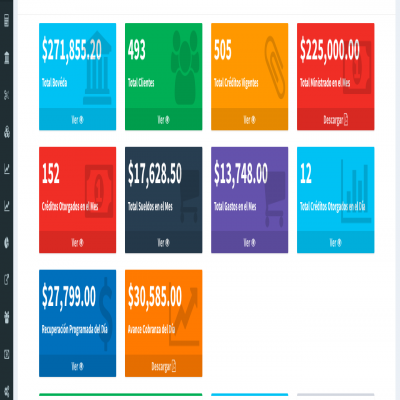 $271,855.20
Total Boveda
Ver
493
Total Clientes
Ver
505
Total Créditos Vigentes
Ver
$225,000.00
Total Ministrado en el Mes
Descargar
152
Créditos Otorgados en el Mes
Ver
$17,628.50
Total Sueldos en el Mes
Ver
$13,748.00
Total Gastos en el Mes
Ver
12
Total Créditos Otorgados en el Día
Ver
$27,799.00
Recuperación Programada del Día
Ver
$30,585.00
Avance Cobranza del Día
Descargar